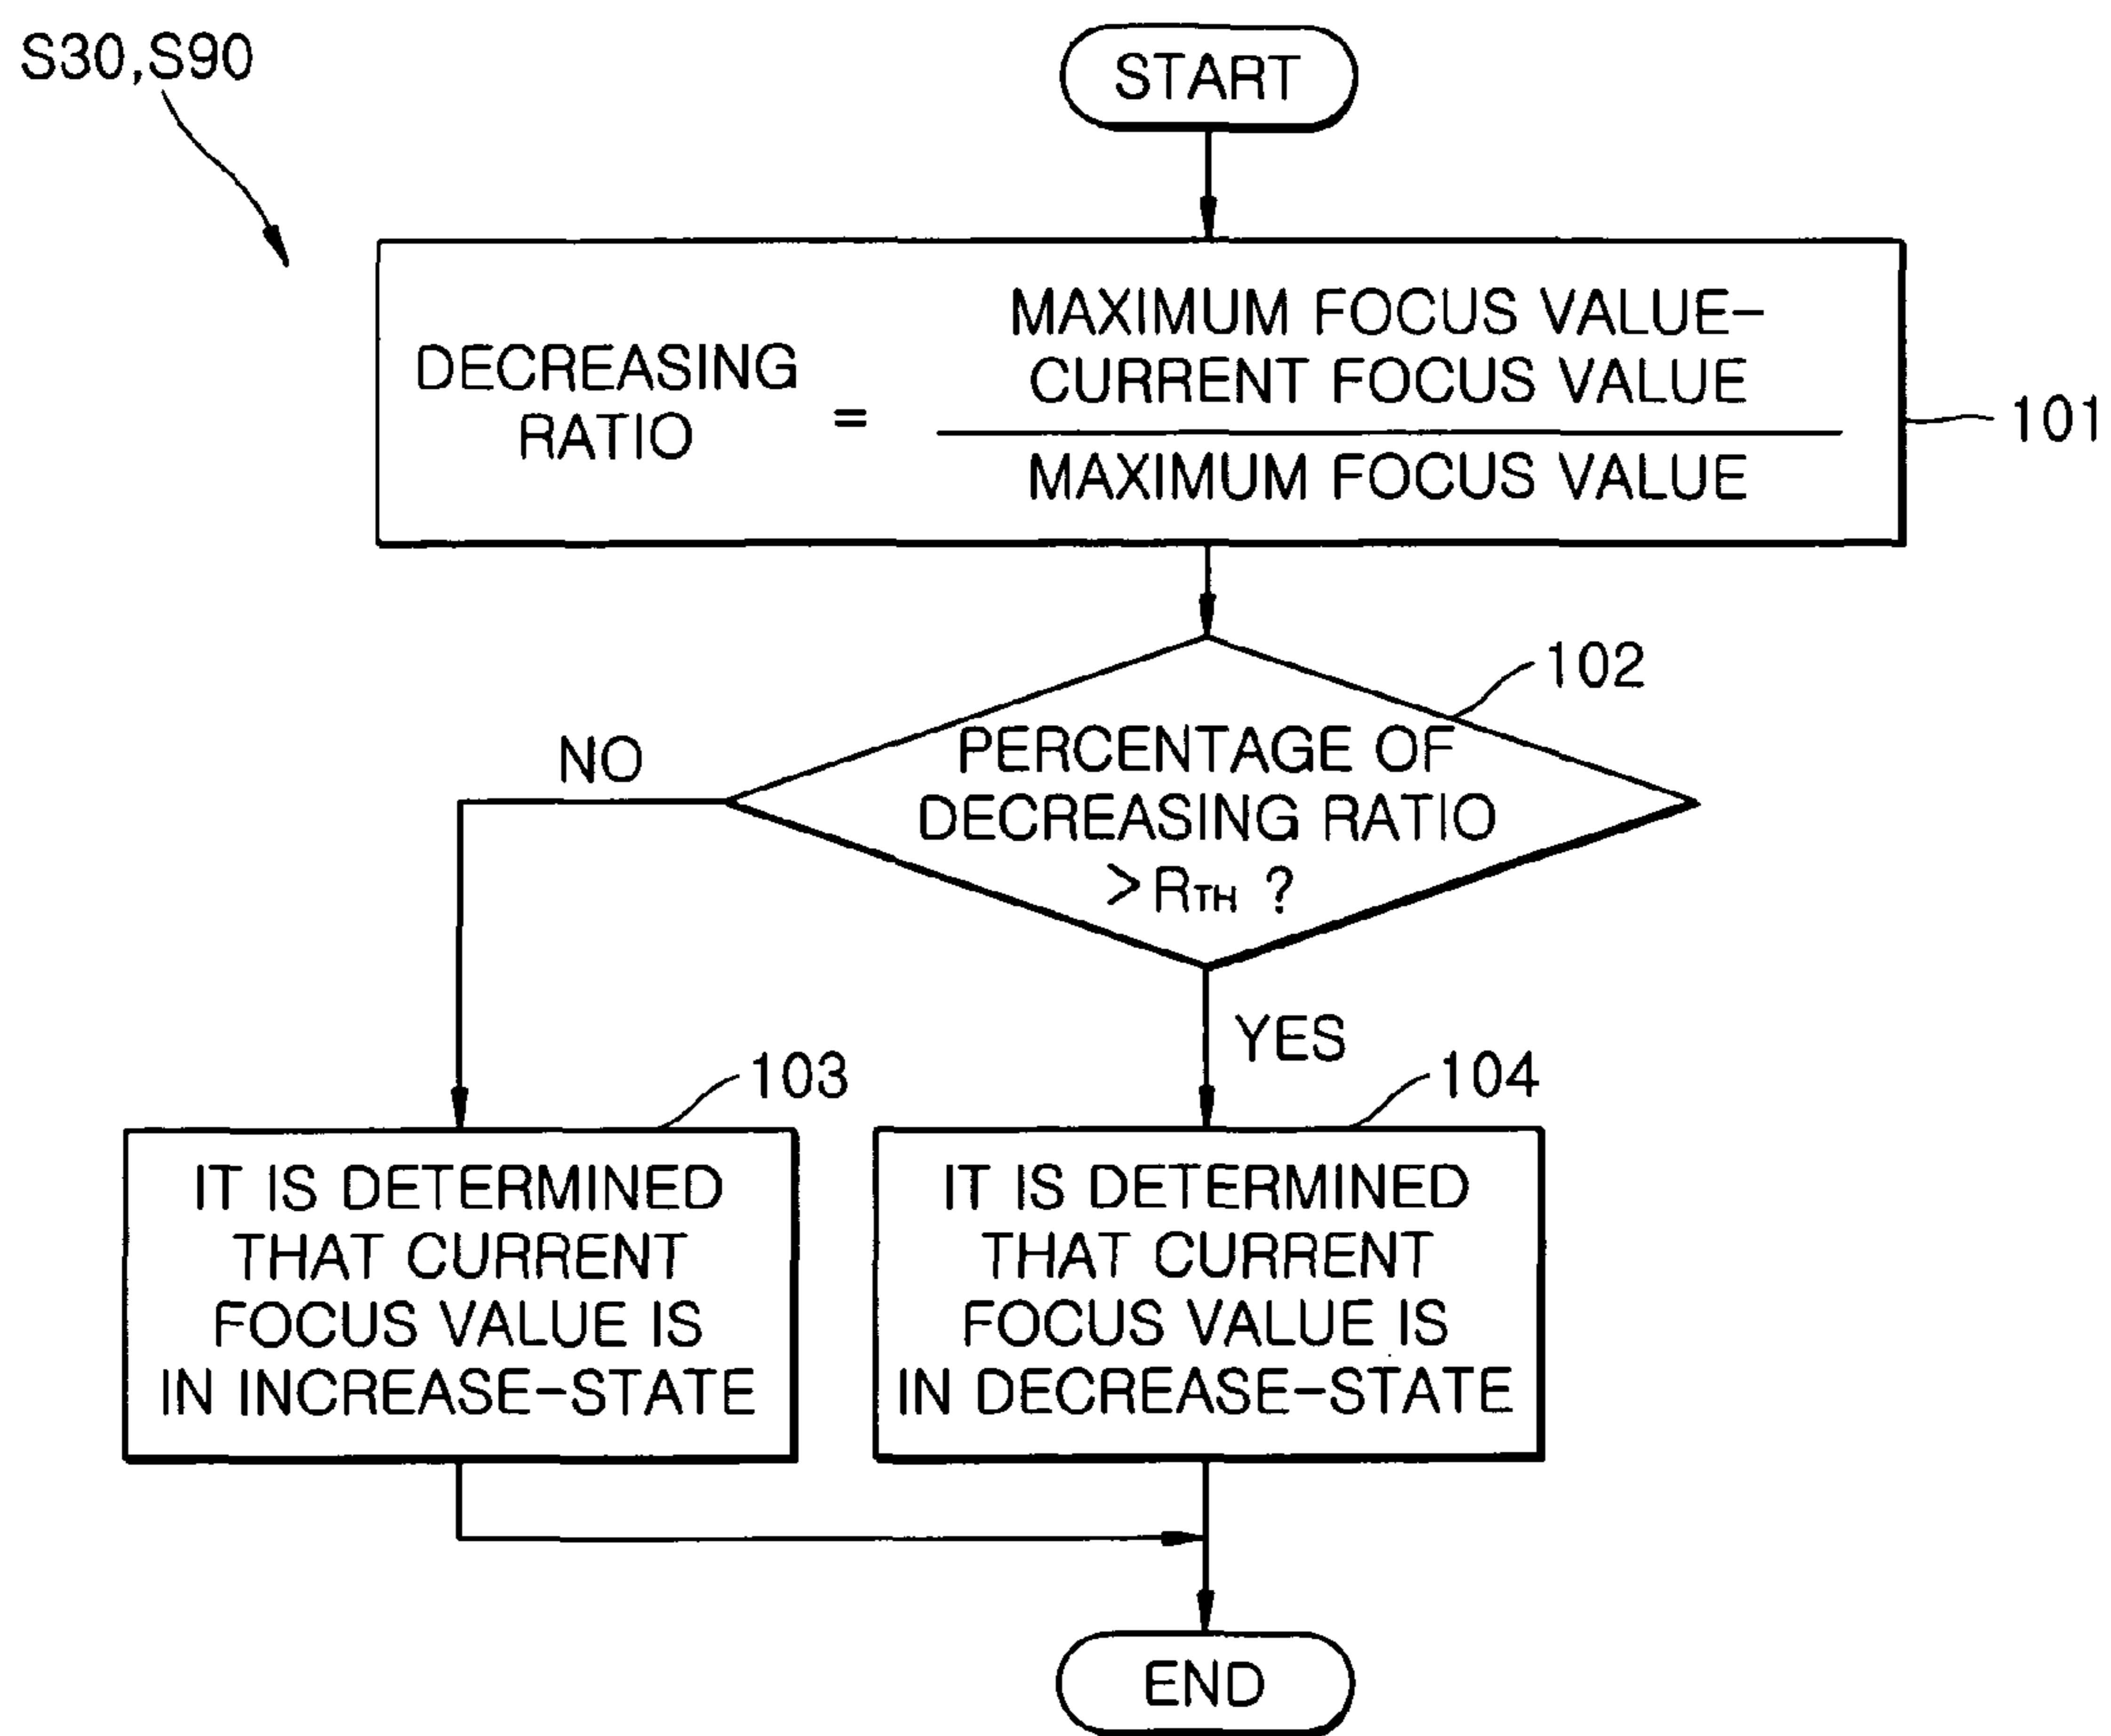 S30,S90
START
DECREASING
RATIO
=
MAXIMUM FOCUS VALUE–
CURRENT FOCUS VALUE
MAXIMUM FOCUS VALUE
101
102
PERCENTAGE OF
DECREASING RATIO
> RTH ?
NO
YES
103
IT IS DETERMINED
THAT CURRENT
FOCUS VALUE IS
IN INCREASE–STATE
104
IT IS DETERMINED
THAT CURRENT
FOCUS VALUE IS
IN DECREASE–STATE
END